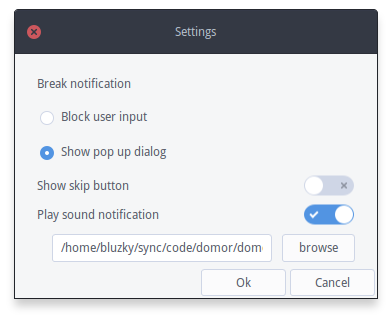 Settings
Break notification
Block user input
Show pop up dialog
Show skip button
Play sound notification
/home/bluzky/sync/code/domor/dom
browse
Ok
Cancel